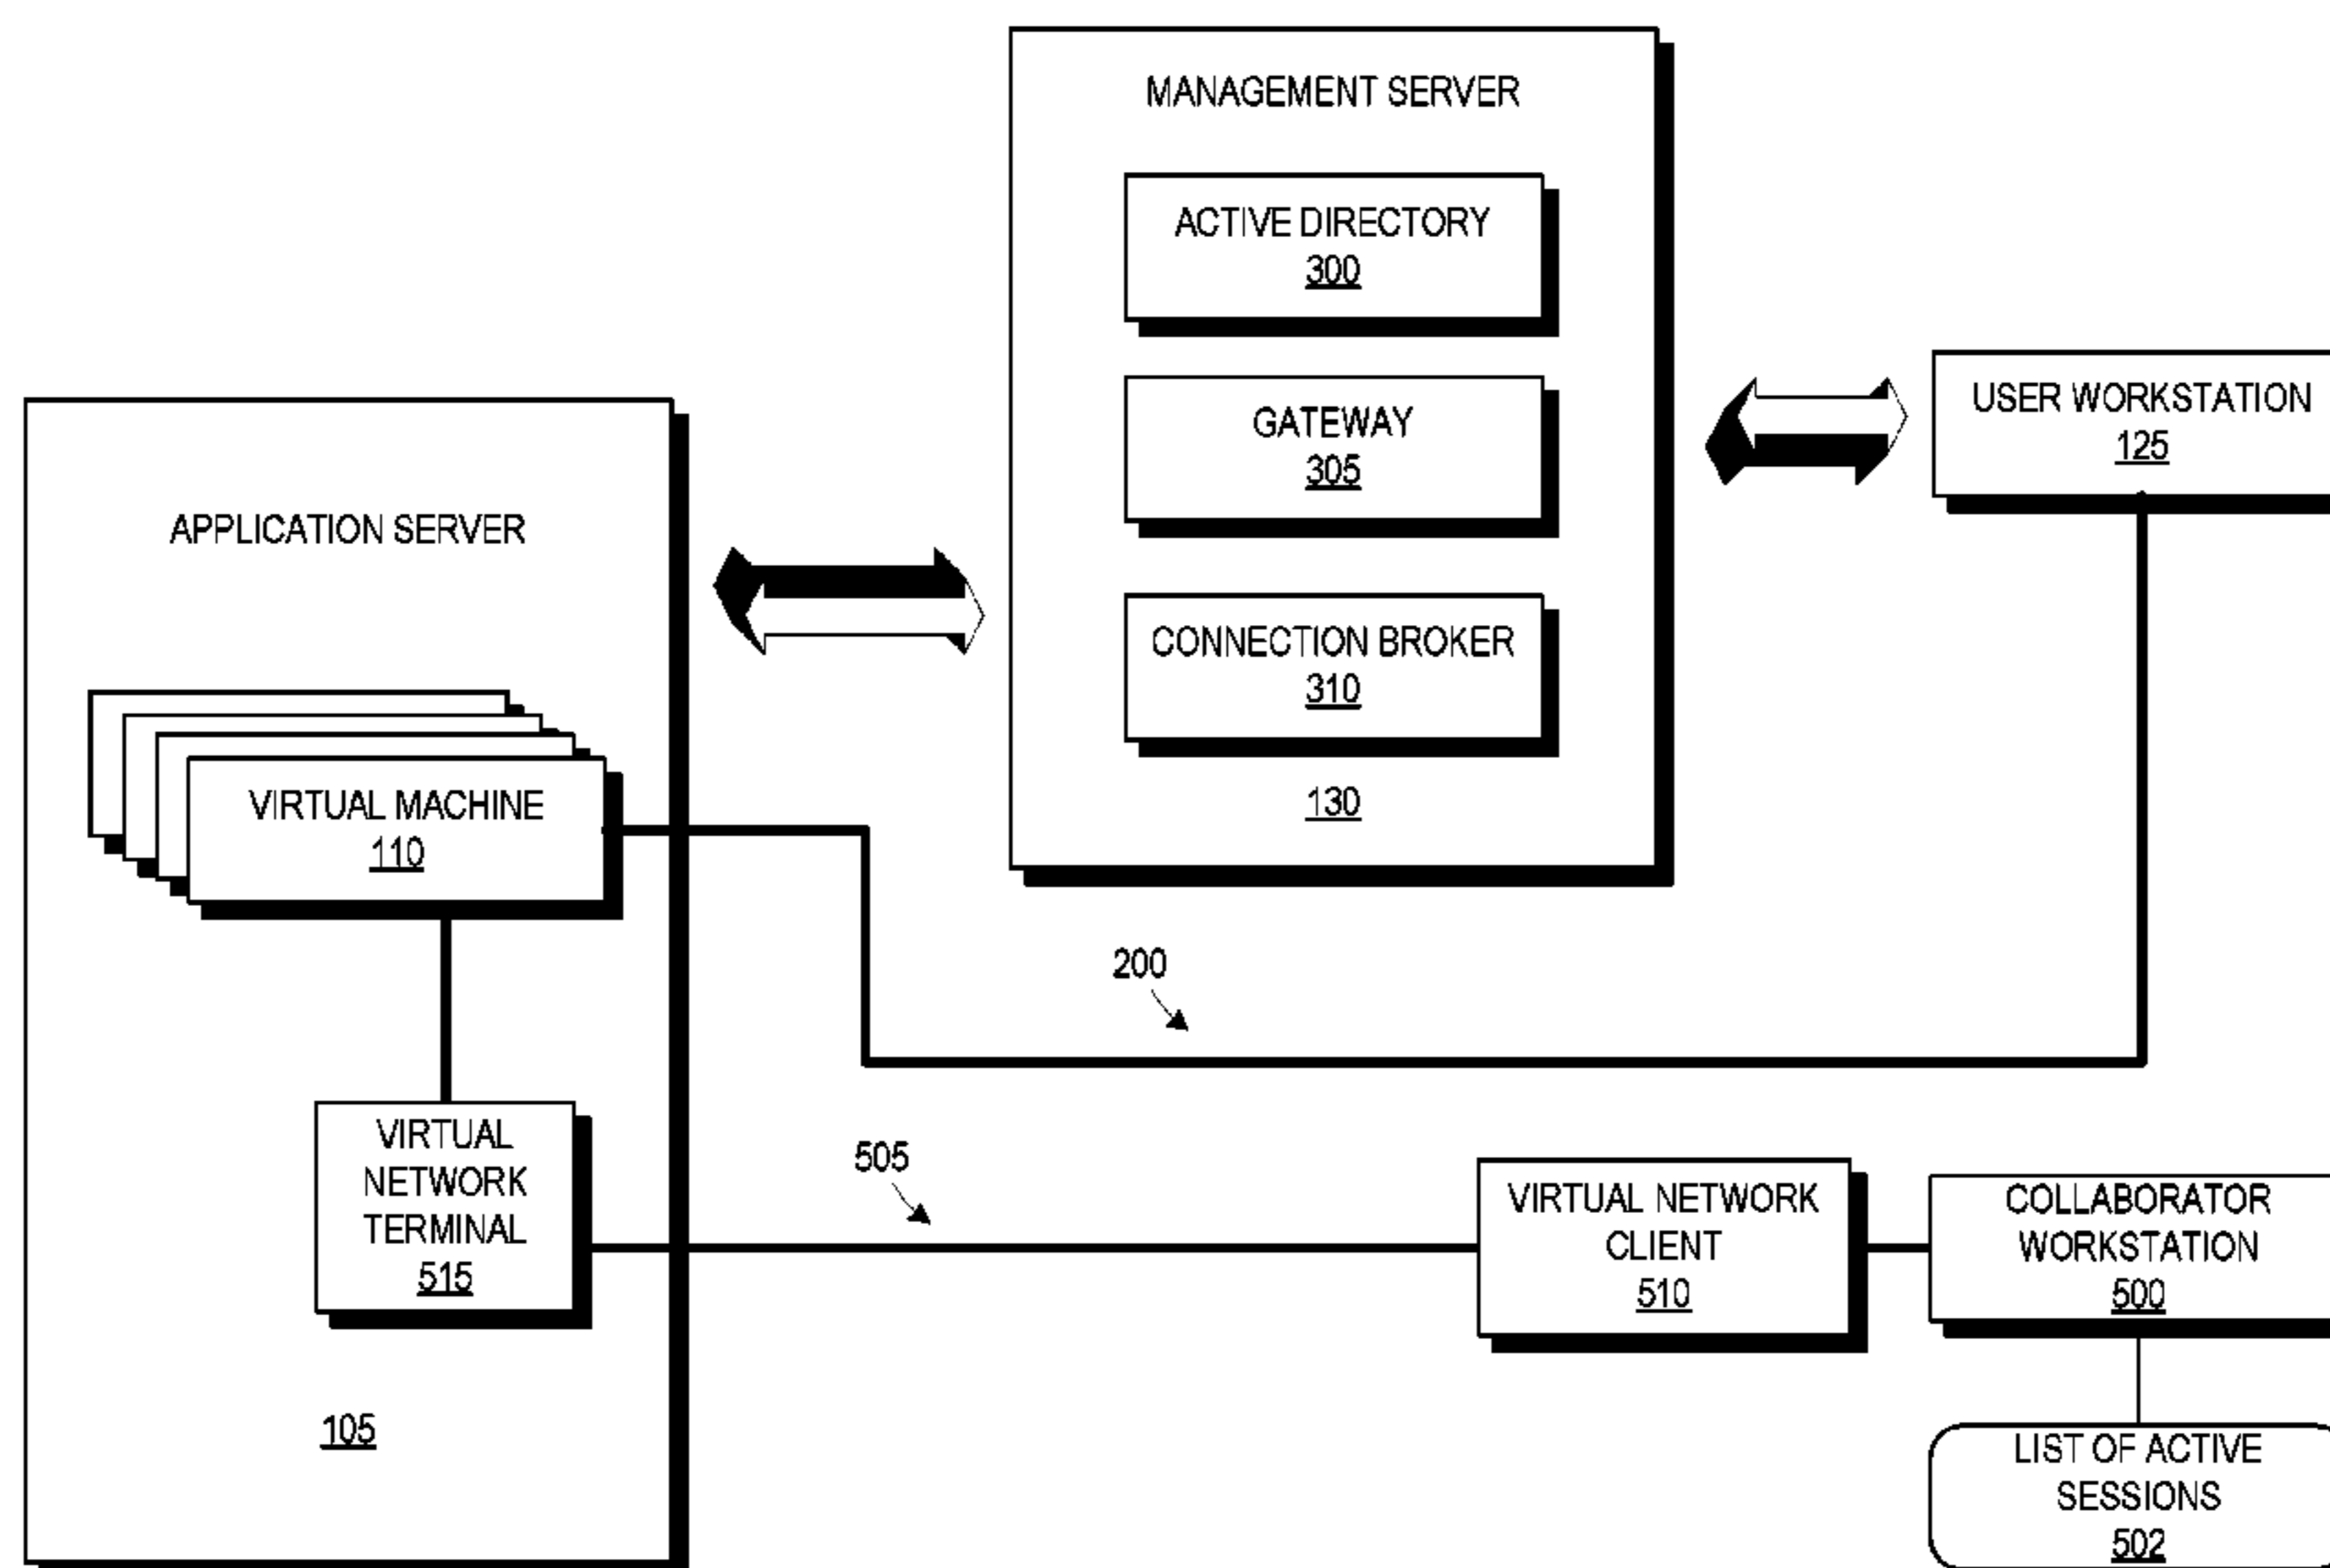 MANAGEMENT SERVER
ACTIVE DIRECTORY
300
GATEWAY
305
CONNECTION BROKER
310
130
USER WORKSTATION
125
APPLICATION SERVER
VIRTUAL MACHINE
110
200
VIRTUAL
NETWORK
TERMINAL
515
105
505
VIRTUAL NETWORK
CLIENT
510
COLLABORATOR
WORKSTATION
500
LIST OF ACTIVE
SESSIONS
502